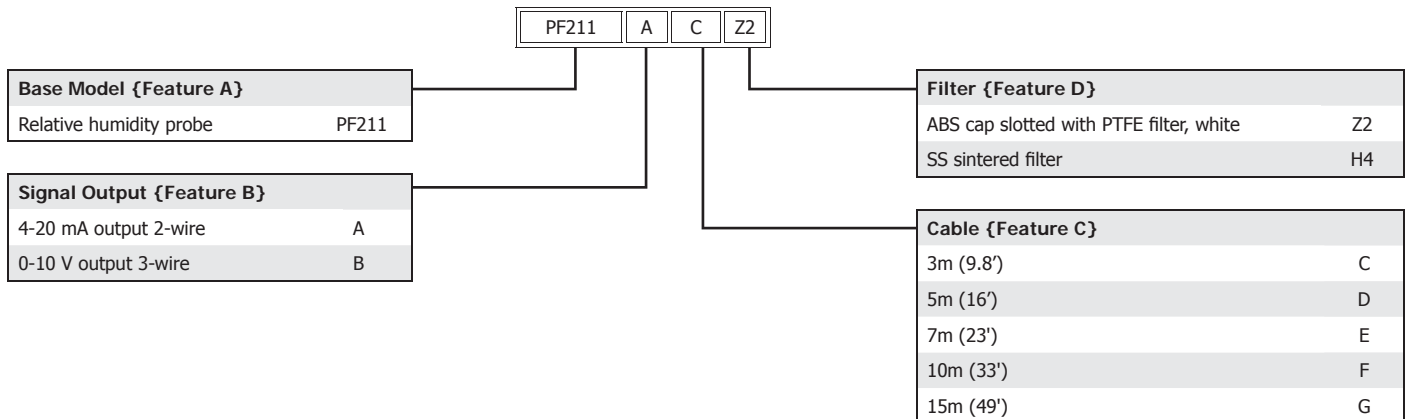 PF211 A C Z2
Base Model {Feature A}
Relative humidity probe PF211
Signal Output {Feature B}
4-20 mA output 2-wire A
0-10 V output 3-wire B
Filter {Feature D}
ABS cap slotted with PTFE filter, white Z2
SS sintered filter H4
Cable {Feature C}
3m (9.8’) C
5m (16’) D
7m (23') E
10m (33') F
15m (49') G